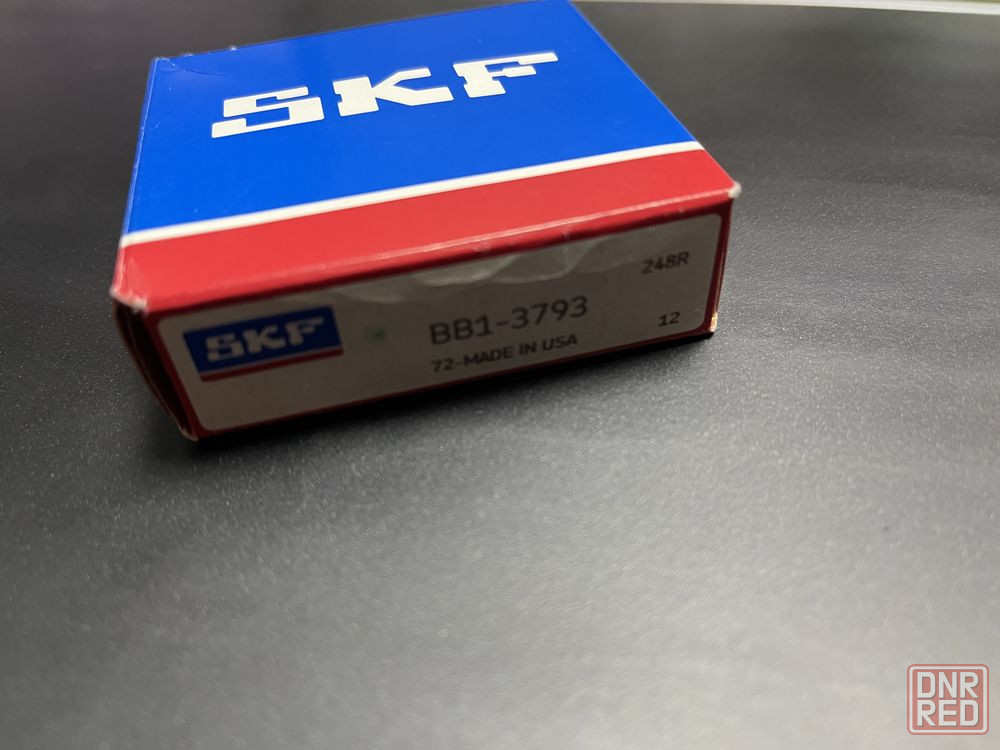 SKF
248R
SKF
BB1-3793
12
72-MADE IN USA
DNR
RED